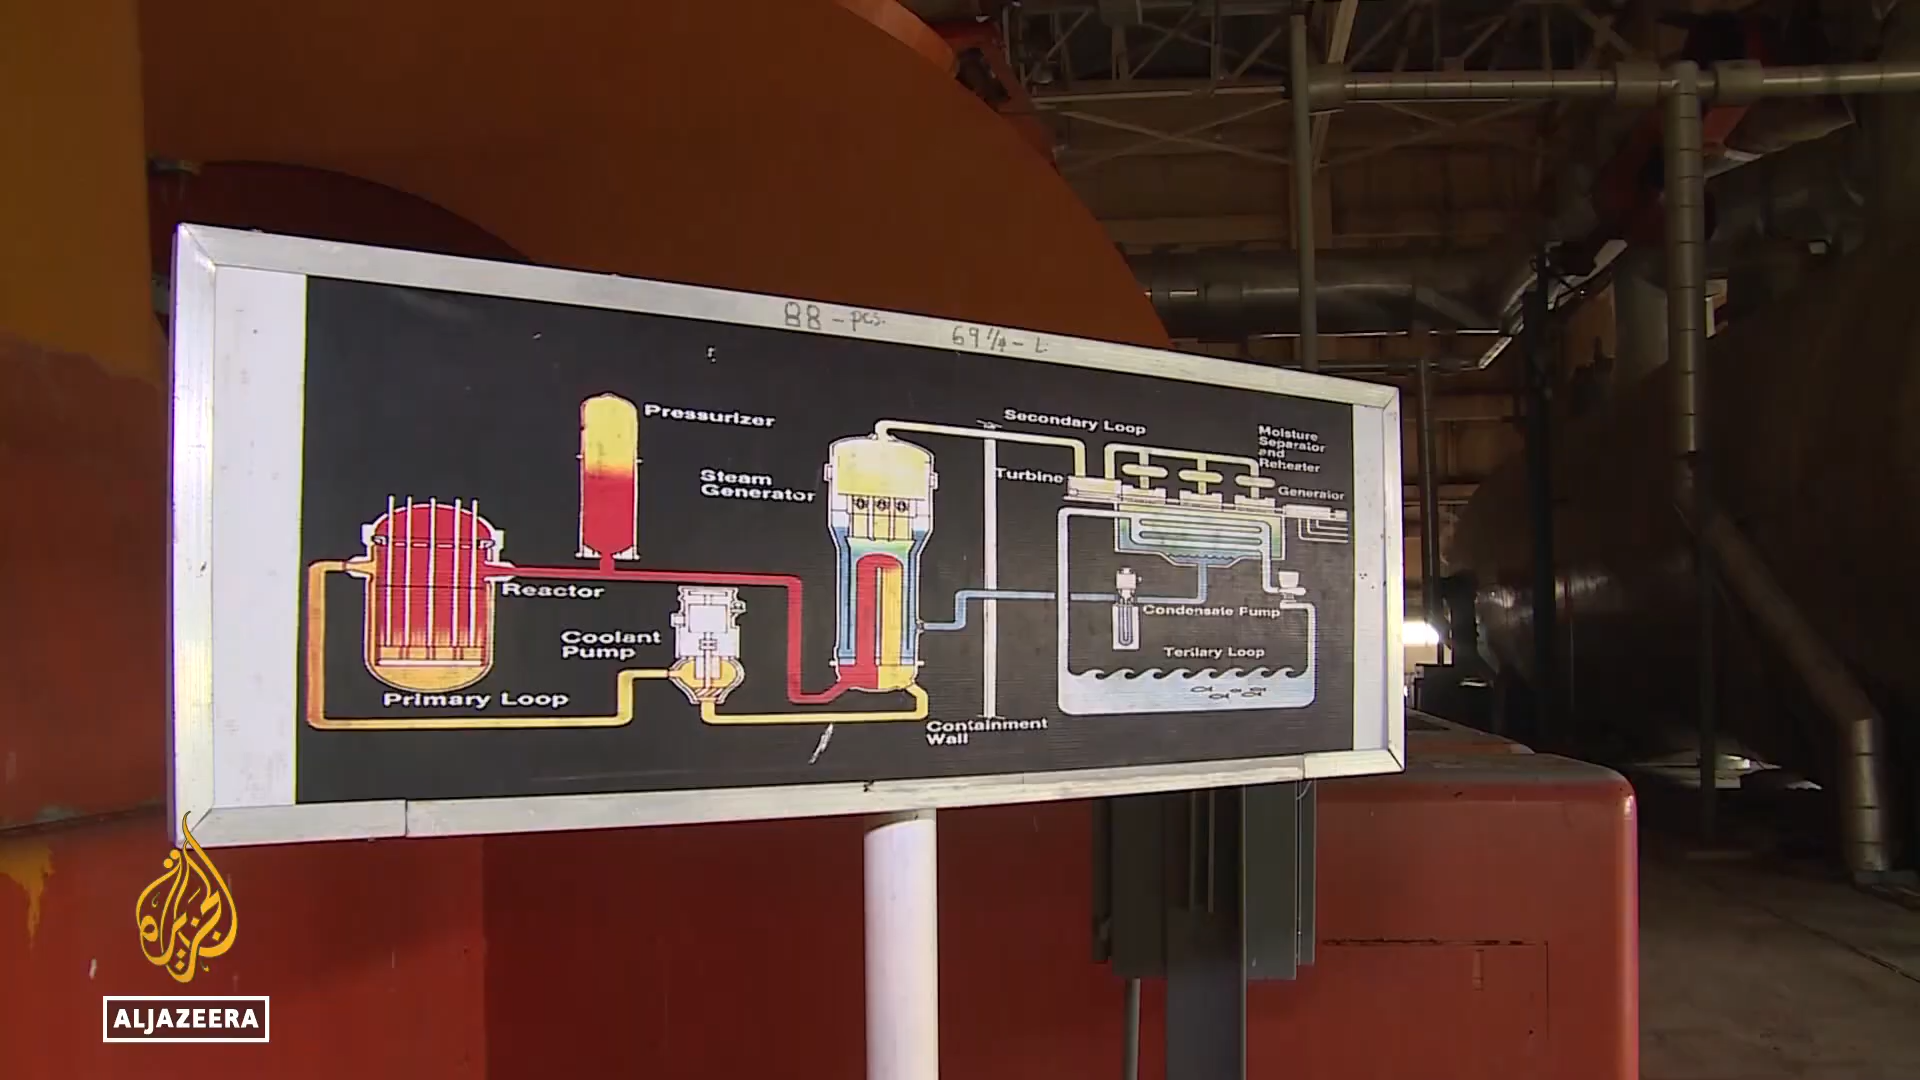 88 - pcs.
69 1/4 - L
Pressurizer
Secondary Loop
Moisture
Separator
and
Reheater
Steam
Generator
Turbine
Generator
Reactor
Coolant
Pump
Condensate Pump
Tertiary Loop
Primary Loop
Containment
Wall
الجزيرة
ALJAZEERA